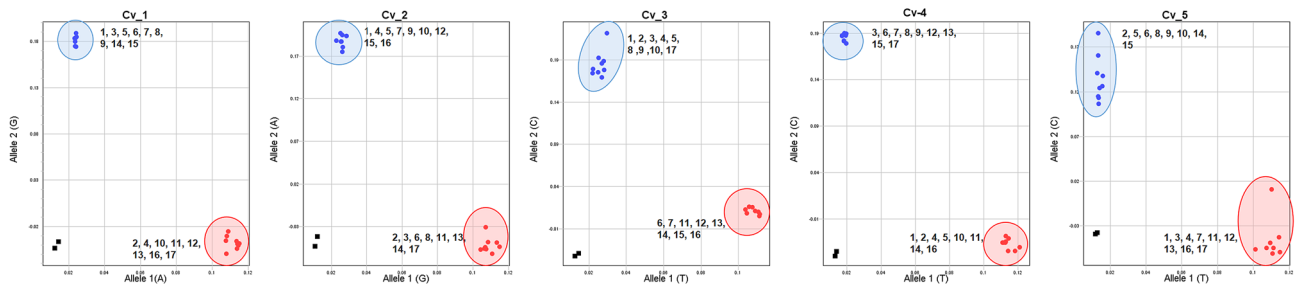 Cv_1
1, 3, 5, 6, 7, 8,
9, 14, 15
2, 4, 10, 11, 12,
13, 16, 17
Allele 2 (G)
0.18
0.13
0.08
0.03
-0.02
0.02
0.04
0.06
0.08
0.1
0.12
Allele 1(A)
Cv_2
1, 4, 5, 7, 9, 10, 12,
15, 16
2, 3, 6, 8, 11, 13,
14, 17
Allele 2 (A)
0.17
0.12
0.07
0.02
-0.03
0.02
0.04
0.06
0.08
0.1
0.12
Allele 1 (G)
Cv_3
1, 2, 3, 4, 5,
8 ,9 ,10, 17
6, 7, 11, 12, 13,
14, 15, 16
Allele 2 (C)
0.19
0.14
0.09
0.04
-0.01
0.02
0.04
0.06
0.08
0.1
Allele 1 (T)
Cv-4
3, 6, 7, 8, 9, 12, 13,
15, 17
1, 2, 4, 5, 10, 11,
14, 16
Allele 2 (C)
0.19
0.14
0.09
0.04
-0.01
0.02
0.04
0.06
0.08
0.1
0.12
Allele 1 (T)
Cv_5
2, 5, 6, 8, 9, 10, 14,
15
1, 3, 4, 7, 11, 12,
13, 16, 17
Allele 2 (C)
0.17
0.12
0.07
0.02
-0.03
0.02
0.04
0.06
0.08
0.10
0.12
Allele 1 (T)